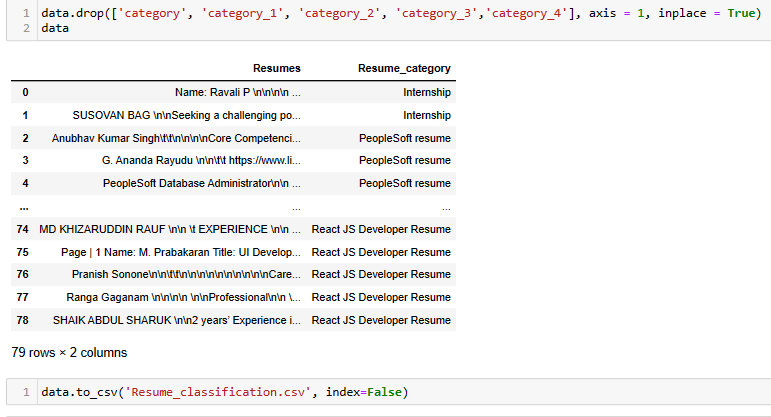 1 data.drop(['category', 'category_1', 'category_2', 'category_3','category_4'], axis = 1, inplace = True)
2 data
Resumes Resume_category
0 Name: Ravali P \n\n\n\n ... Internship
1 SUSOVAN BAG \n\nSeeking a challenging po... Internship
2 Anubhav Kumar Singh\t\t\n\n\n\nCore Competenci... PeopleSoft resume
3 G. Ananda Rayudu \n\n\t\t https://www.li... PeopleSoft resume
4 PeopleSoft Database Administrator\n\n ... PeopleSoft resume
... ... ...
74 MD KHIZARUDDIN RAUF \n\n \t EXPERIENCE \n\n ... React JS Developer Resume
75 Page | 1 Name: M. Prabakaran Title: UI Develop... React JS Developer Resume
76 Pranish Sonone\n\n\t\t\n\n\n\n\n\n\n\n\n\nCare... React JS Developer Resume
77 Ranga Gaganam \n\n\n\n \n\nProfessional\n\n \... React JS Developer Resume
78 SHAIK ABDUL SHARUK \n\n2 years’ Experience i... React JS Developer Resume
79 rows × 2 columns
1 data.to_csv('Resume_classification.csv', index=False)